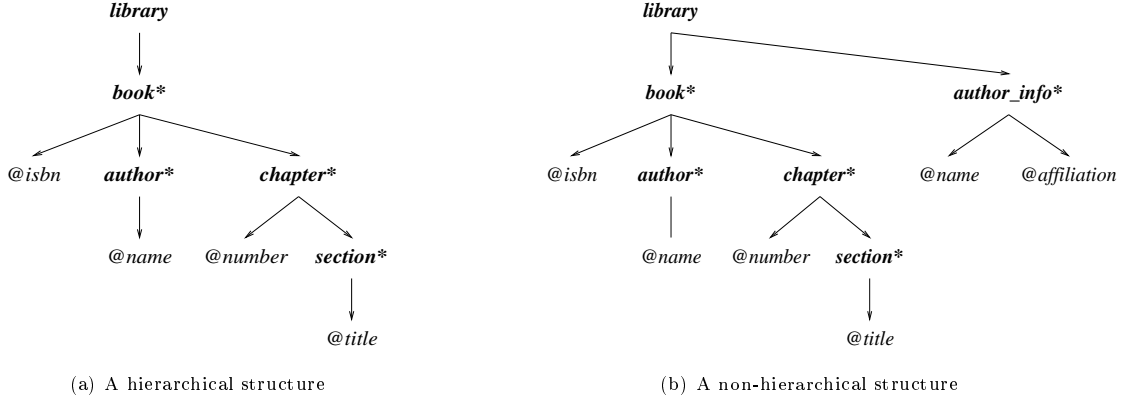 library
library
book*
book*
author_info*
@isbn
author*
chapter*
@isbn
author*
chapter*
@name
@affiliation
@name
@number
section*
@name
@number
section*
@title
@title
(a) A hierarchical structure
(b) A non-hierarchical structure